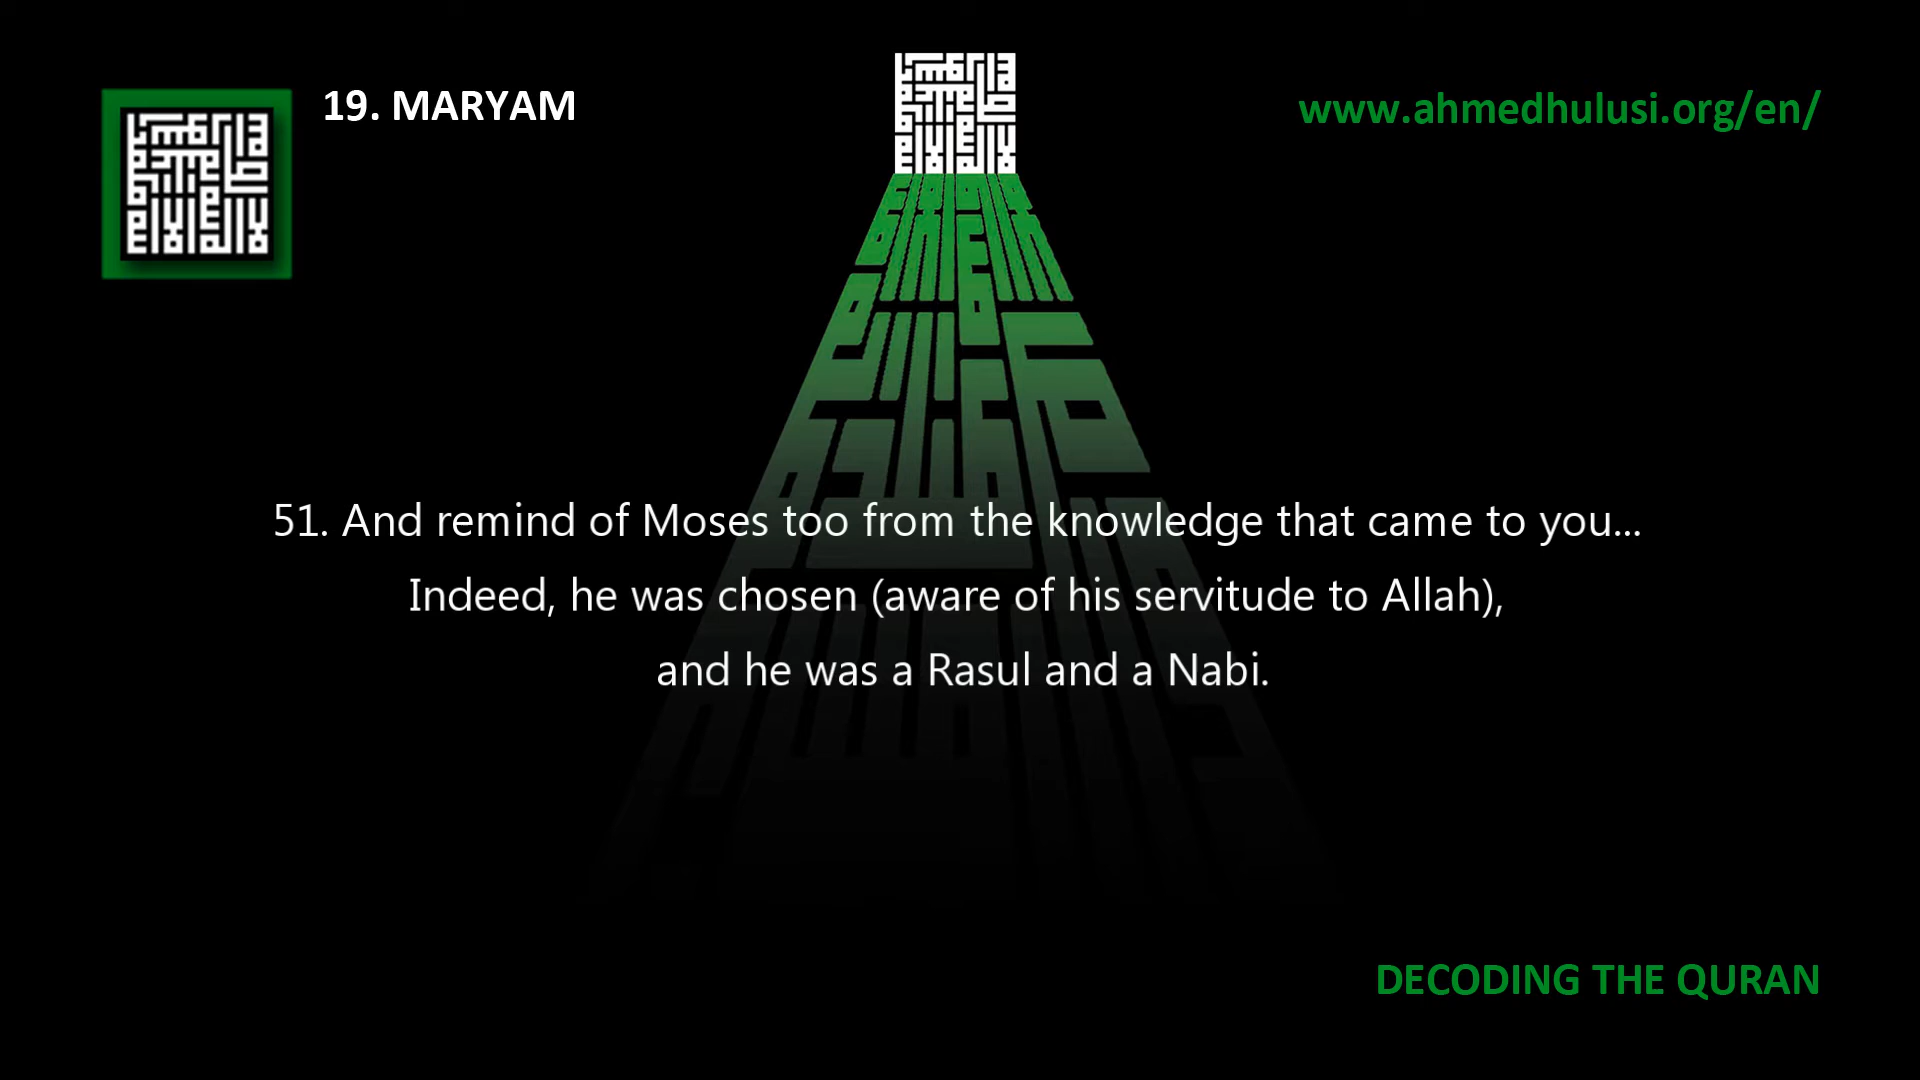 19. MARYAM
www.ahmedhulusi.org/en/
51. And remind of Moses too from the knowledge that came to you...
Indeed, he was chosen (aware of his servitude to Allah),
and he was a Rasul and a Nabi.
DECODING THE QURAN